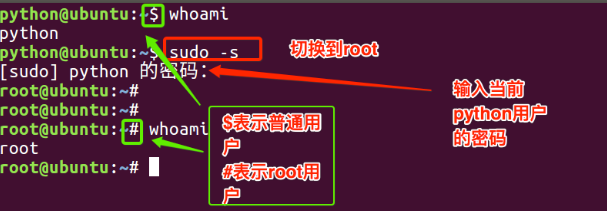 python@ubuntu:~$ whoami
python
python@ubuntu:~$ sudo -s
切换到root
[sudo] python 的密码：
输入当前
python用户
的密码
root@ubuntu:~#
root@ubuntu:~#
root@ubuntu:~# whoami
root
root@ubuntu:~#
$表示普通用
户
#表示root用
户